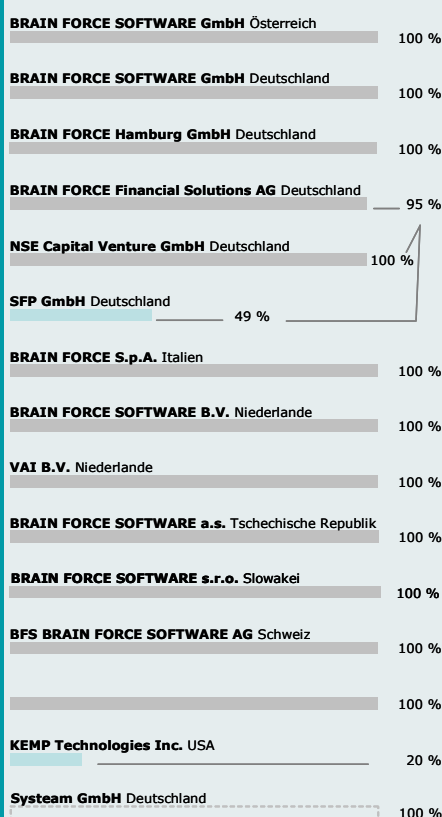 BRAIN FORCE SOFTWARE GmbH Österreich
100 %
BRAIN FORCE SOFTWARE GmbH Deutschland
100 %
BRAIN FORCE Hamburg GmbH Deutschland
100 %
BRAIN FORCE Financial Solutions AG Deutschland
95 %
NSE Capital Venture GmbH Deutschland
100 %
SFP GmbH Deutschland
49 %
BRAIN FORCE S.p.A. Italien
100 %
BRAIN FORCE SOFTWARE B.V. Niederlande
100 %
VAI B.V. Niederlande
100 %
BRAIN FORCE SOFTWARE a.s. Tschechische Republik
100 %
BRAIN FORCE SOFTWARE s.r.o. Slowakei
100 %
BFS BRAIN FORCE SOFTWARE AG Schweiz
100 %
100 %
KEMP Technologies Inc. USA
20 %
Systeam GmbH Deutschland
100 %